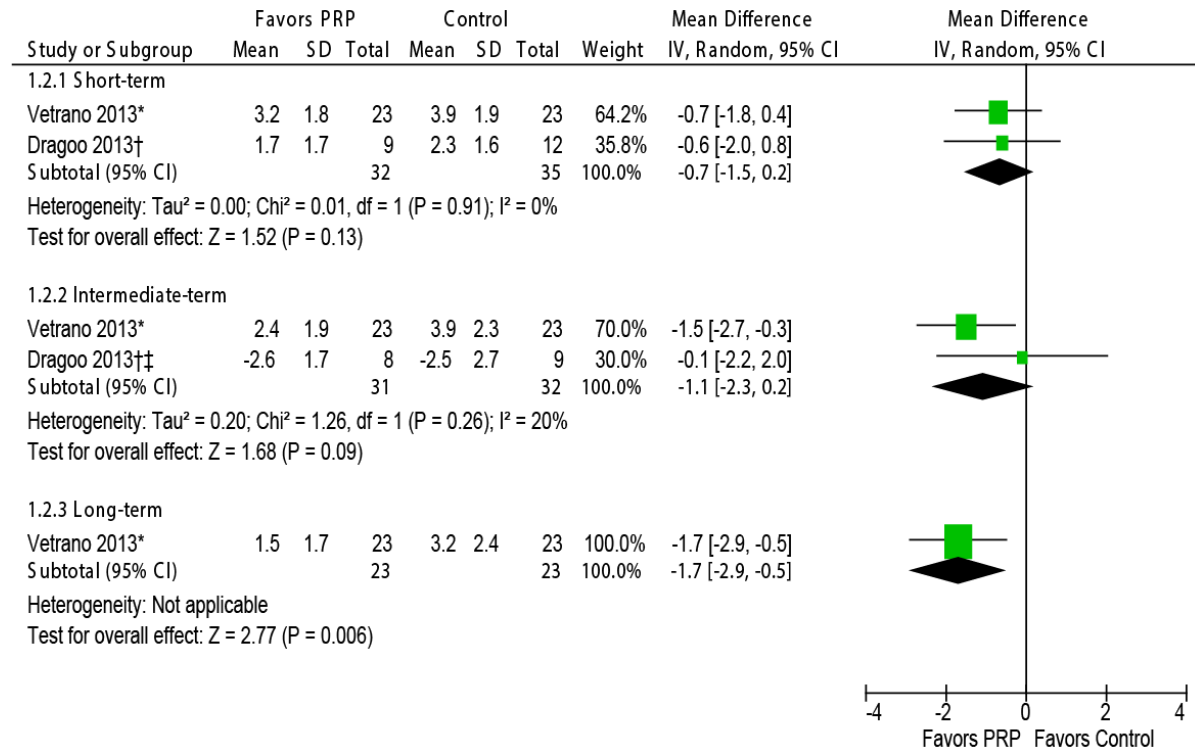 Favors PRP Control Mean Difference Mean Difference
Study or Subgroup Mean SD Total Mean SD Total Weight IV, Random, 95% CI IV, Random, 95% CI
1.2.1 Short-term
Vetrano 2013* 3.2 1.8 23 3.9 1.9 23 64.2% -0.7 [-1.8, 0.4]
Dragoo 2013† 1.7 1.7 9 2.3 1.6 12 35.8% -0.6 [-2.0, 0.8]
Subtotal (95% CI) 32 35 100.0% -0.7 [-1.5, 0.2]
Heterogeneity: Tau² = 0.00; Chi² = 0.01, df = 1 (P = 0.91); I² = 0%
Test for overall effect: Z = 1.52 (P = 0.13)
1.2.2 Intermediate-term
Vetrano 2013* 2.4 1.9 23 3.9 2.3 23 70.0% -1.5 [-2.7, -0.3]
Dragoo 2013†‡ -2.6 1.7 8 -2.5 2.7 9 30.0% -0.1 [-2.2, 2.0]
Subtotal (95% CI) 31 32 100.0% -1.1 [-2.3, 0.2]
Heterogeneity: Tau² = 0.20; Chi² = 1.26, df = 1 (P = 0.26); I² = 20%
Test for overall effect: Z = 1.68 (P = 0.09)
1.2.3 Long-term
Vetrano 2013* 1.5 1.7 23 3.2 2.4 23 100.0% -1.7 [-2.9, -0.5]
Subtotal (95% CI) 23 23 100.0% -1.7 [-2.9, -0.5]
Heterogeneity: Not applicable
Test for overall effect: Z = 2.77 (P = 0.006)
-4 -2 0 2 4
Favors PRP Favors Control